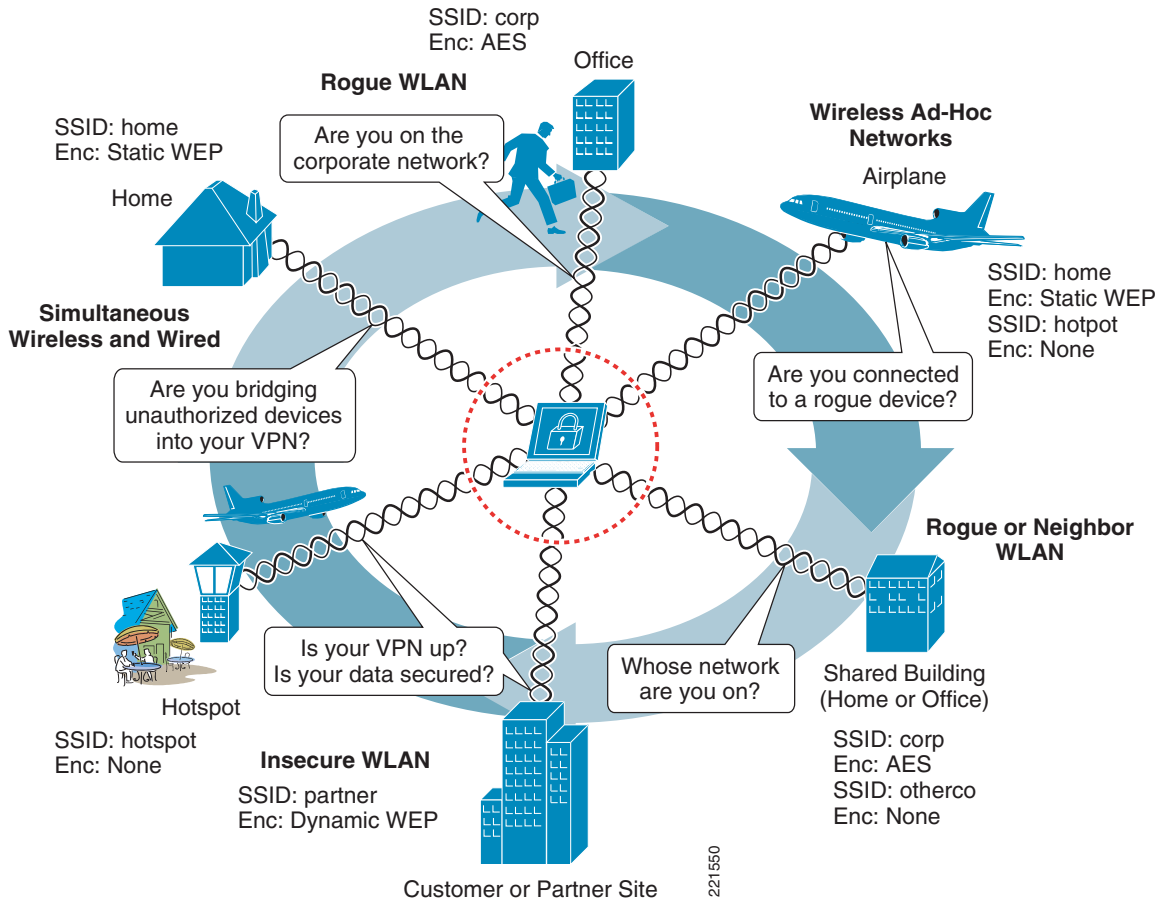 SSID: corp
Enc: AES
Office
Rogue WLAN
Wireless Ad-Hoc
Networks
SSID: home
Enc: Static WEP
Are you on the
corporate network?
Airplane
Home
SSID: home
Enc: Static WEP
SSID: hotpot
Enc: None
Simultaneous
Wireless and Wired
Are you bridging
unauthorized devices
into your VPN?
Are you connected
to a rogue device?
Rogue or Neighbor
WLAN
Is your VPN up?
Is your data secured?
Whose network
are you on?
Shared Building
(Home or Office)
Hotspot
SSID: hotspot
Enc: None
Insecure WLAN
SSID: partner
Enc: Dynamic WEP
SSID: corp
Enc: AES
SSID: otherco
Enc: None
Customer or Partner Site
221550